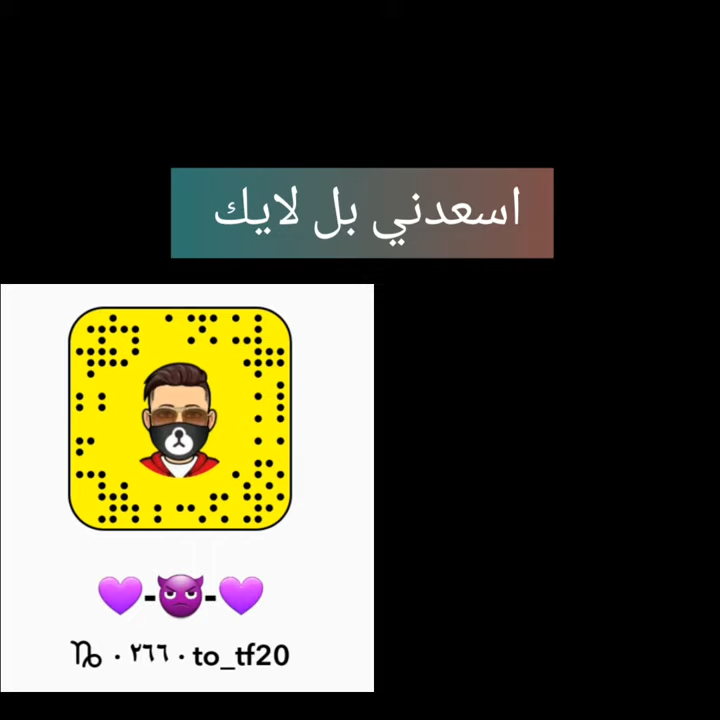 اسعدني بل لايك
💜-👿-💜
♑ · ٢٦٦ · to_tf20